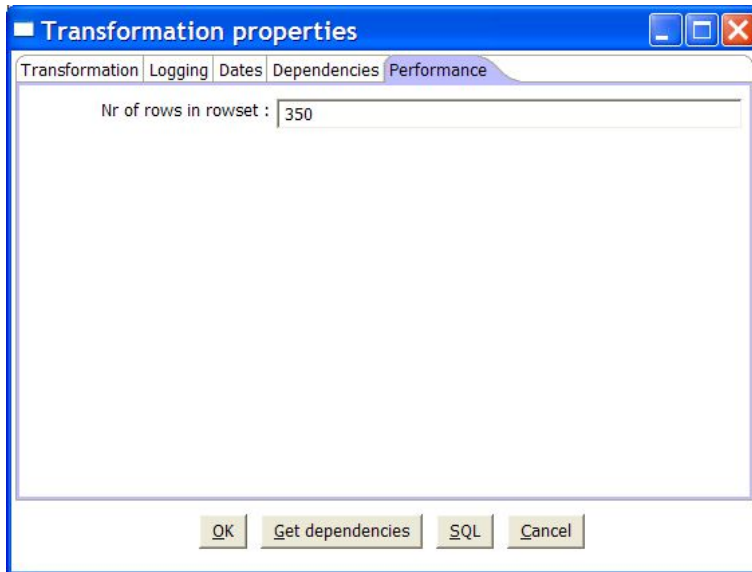 Transformation properties
Transformation Logging Dates Dependencies Performance
Nr of rows in rowset : 350
OK Get dependencies SQL Cancel